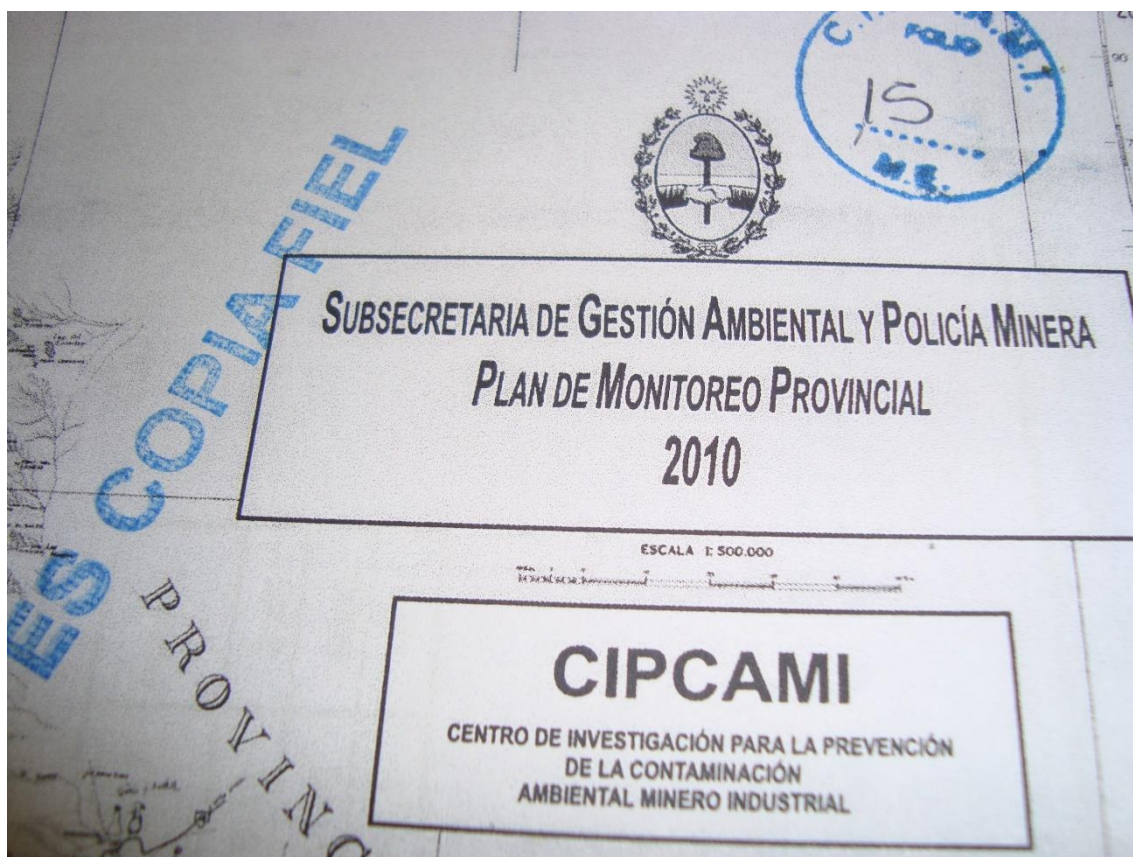 FOLIO
15
M.E.
ES COPIA FIEL
SUBSECRETARIA DE GESTIÓN AMBIENTAL Y POLICÍA MINERA
PLAN DE MONITOREO PROVINCIAL
2010
ESCALA 1:500.000
CIPCAMI
CENTRO DE INVESTIGACIÓN PARA LA PREVENCIÓN
DE LA CONTAMINACIÓN
AMBIENTAL MINERO INDUSTRIAL
PROVINC